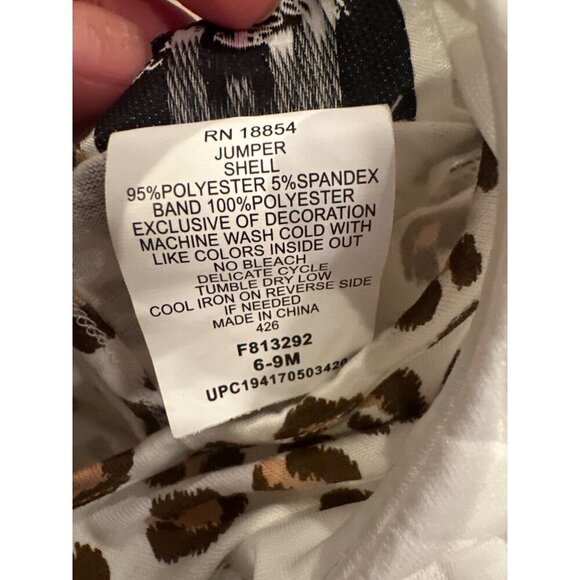 RN 18854
JUMPER
SHELL
95%POLYESTER 5%SPANDEX
BAND 100%POLYESTER
EXCLUSIVE OF DECORATION
MACHINE WASH COLD WITH
LIKE COLORS INSIDE OUT
NO BLEACH
DELICATE CYCLE
TUMBLE DRY LOW
COOL IRON ON REVERSE SIDE
IF NEEDED
MADE IN CHINA
426
F813292
6-9M
UPC194170503420